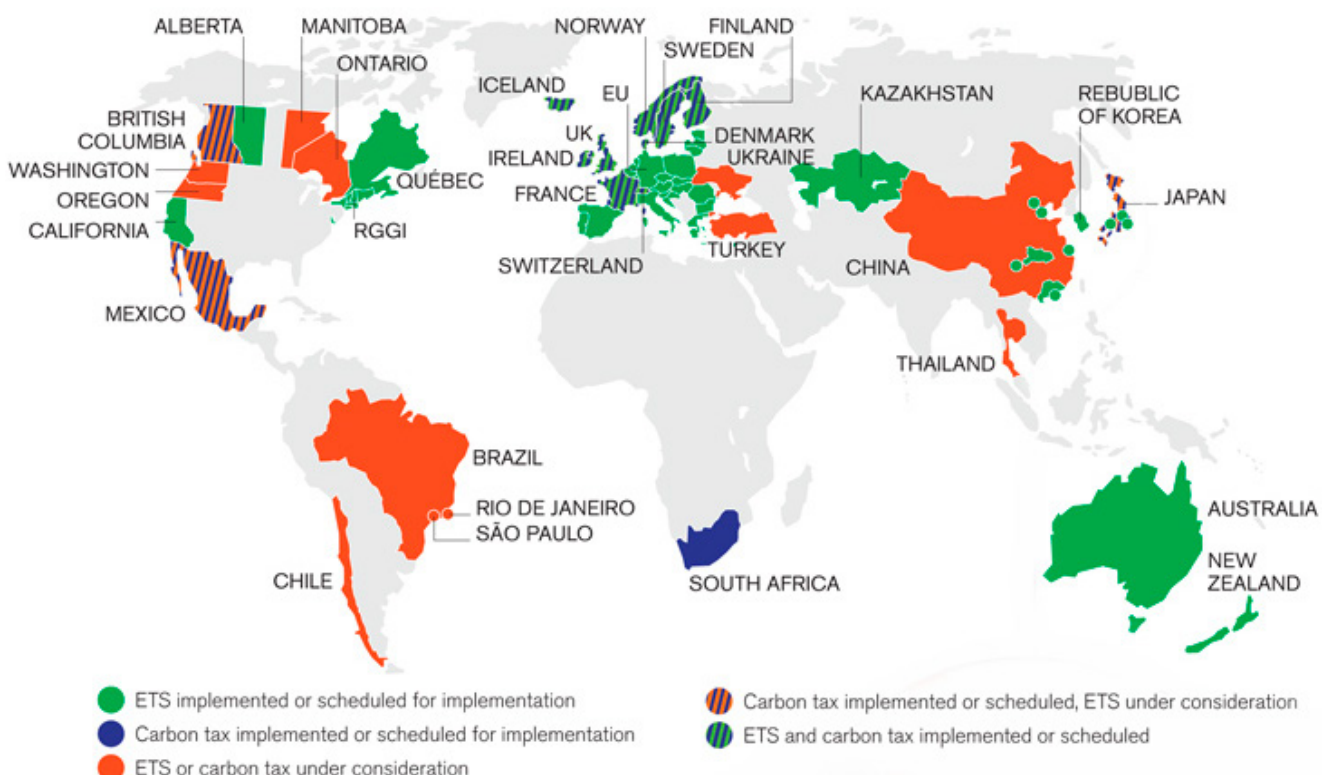 ALBERTA
MANITOBA
NORWAY
FINLAND
SWEDEN
ONTARIO
ICELAND
EU
KAZAKHSTAN
REBUBLIC
OF KOREA
BRITISH
COLUMBIA
UK
DENMARK
UKRAINE
IRELAND
WASHINGTON
QUÉBEC
FRANCE
JAPAN
OREGON
CALIFORNIA
RGGI
TURKEY
SWITZERLAND
CHINA
MEXICO
THAILAND
BRAZIL
RIO DE JANEIRO
SÃO PAULO
AUSTRALIA
NEW
ZEALAND
CHILE
SOUTH AFRICA
ETS implemented or scheduled for implementation
Carbon tax implemented or scheduled for implementation
ETS or carbon tax under consideration
Carbon tax implemented or scheduled, ETS under consideration
ETS and carbon tax implemented or scheduled